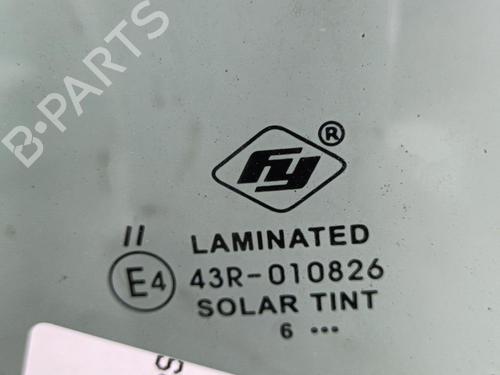 B-PARTS
FY ®
II LAMINATED
E4 43R-010826
SOLAR TINT
6 •••
S